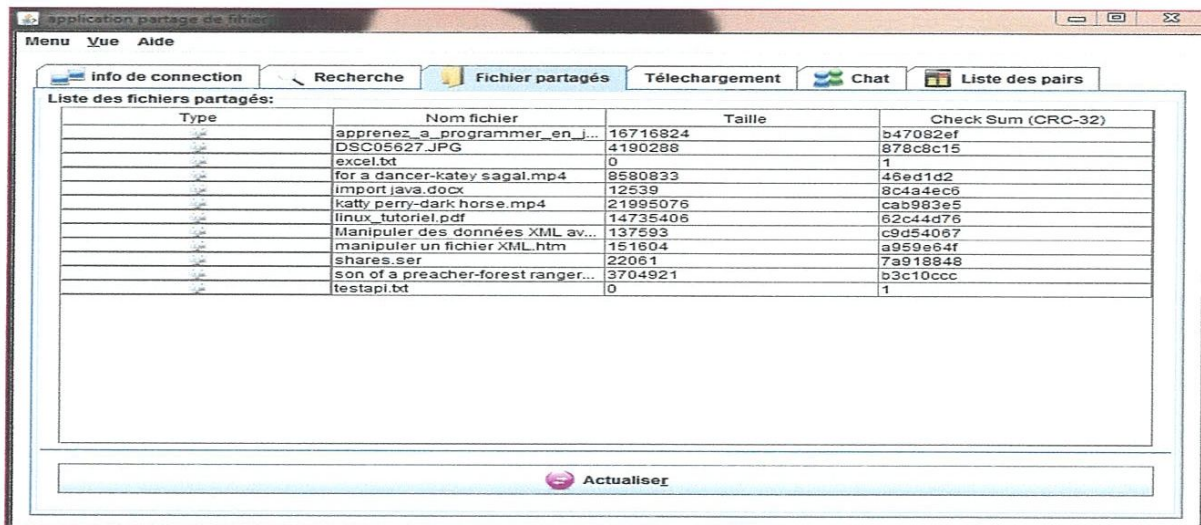 application partage de fihier
Menu Vue Aide
info de connection Recherche Fichier partagés Télechargement Chat Liste des pairs
Liste des fichiers partagés:
Type Nom fichier Taille Check Sum (CRC-32)
apprenez_a_programmer_en_j... 16716824 b47082ef
DSC05627.JPG 4190288 878c8c15
excel.txt 0 1
for a dancer-katey sagal.mp4 8580833 46ed1d2
import java.docx 12539 8c4a4ec6
katty perry-dark horse.mp4 21995076 cab983e5
linux_tutoriel.pdf 14735406 62c44d76
Manipuler des données XML av... 137593 c9d54067
manipuler un fichier XML.htm 151604 a959e64f
shares.ser 22061 7a918848
son of a preacher-forest ranger... 3704921 b3c10ccc
testapi.txt 0 1
Actualiser